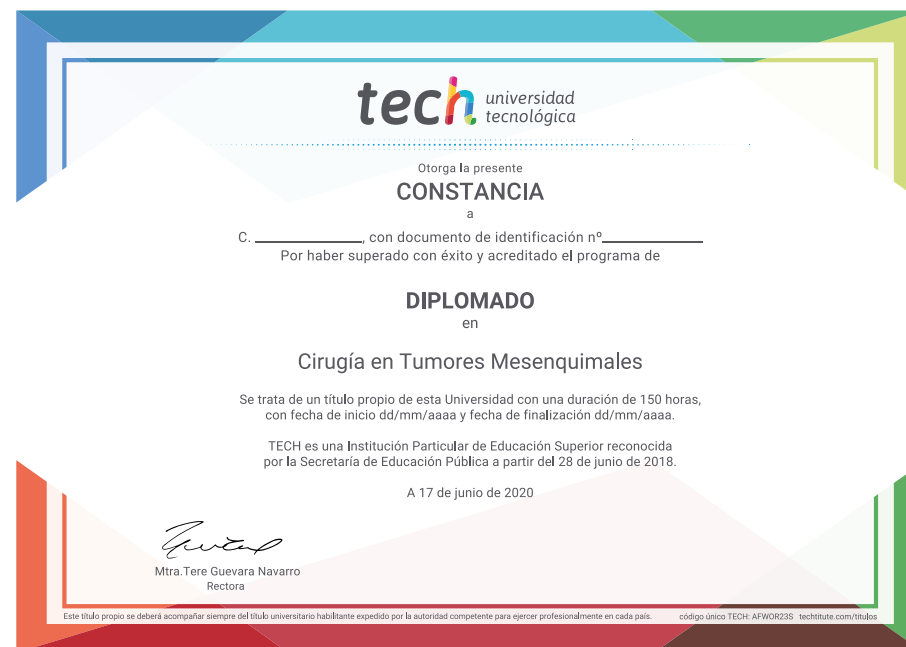 tech universidad
tecnológica
Otorga la presente
CONSTANCIA
a
C. ____________, con documento de identificación nº____________
Por haber superado con éxito y acreditado el programa de
DIPLOMADO
en
Cirugía en Tumores Mesenquimales
Se trata de un título propio de esta Universidad con una duración de 150 horas,
con fecha de inicio dd/mm/aaaa y fecha de finalización dd/mm/aaaa.
TECH es una Institución Particular de Educación Superior reconocida
por la Secretaría de Educación Pública a partir del 28 de junio de 2018.
A 17 de junio de 2020
Mtra.Tere Guevara Navarro
Rectora
Este título propio se deberá acompañar siempre del título universitario habilitante expedido por la autoridad competente para ejercer profesionalmente en cada país. código único TECH: AFWOR23S techtitute.com/titulos